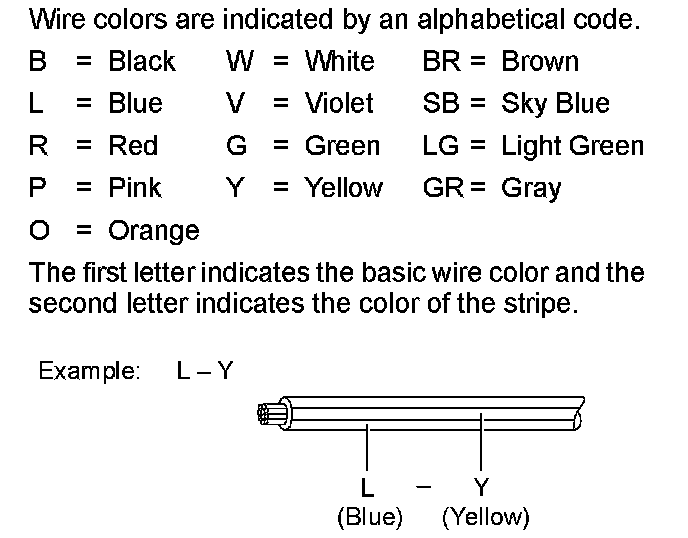 Wire colors are indicated by an alphabetical code.
B = Black W = White BR = Brown
L = Blue V = Violet SB = Sky Blue
R = Red G = Green LG = Light Green
P = Pink Y = Yellow GR = Gray
O = Orange
The first letter indicates the basic wire color and the
second letter indicates the color of the stripe.
Example: L – Y
L – Y
(Blue) (Yellow)